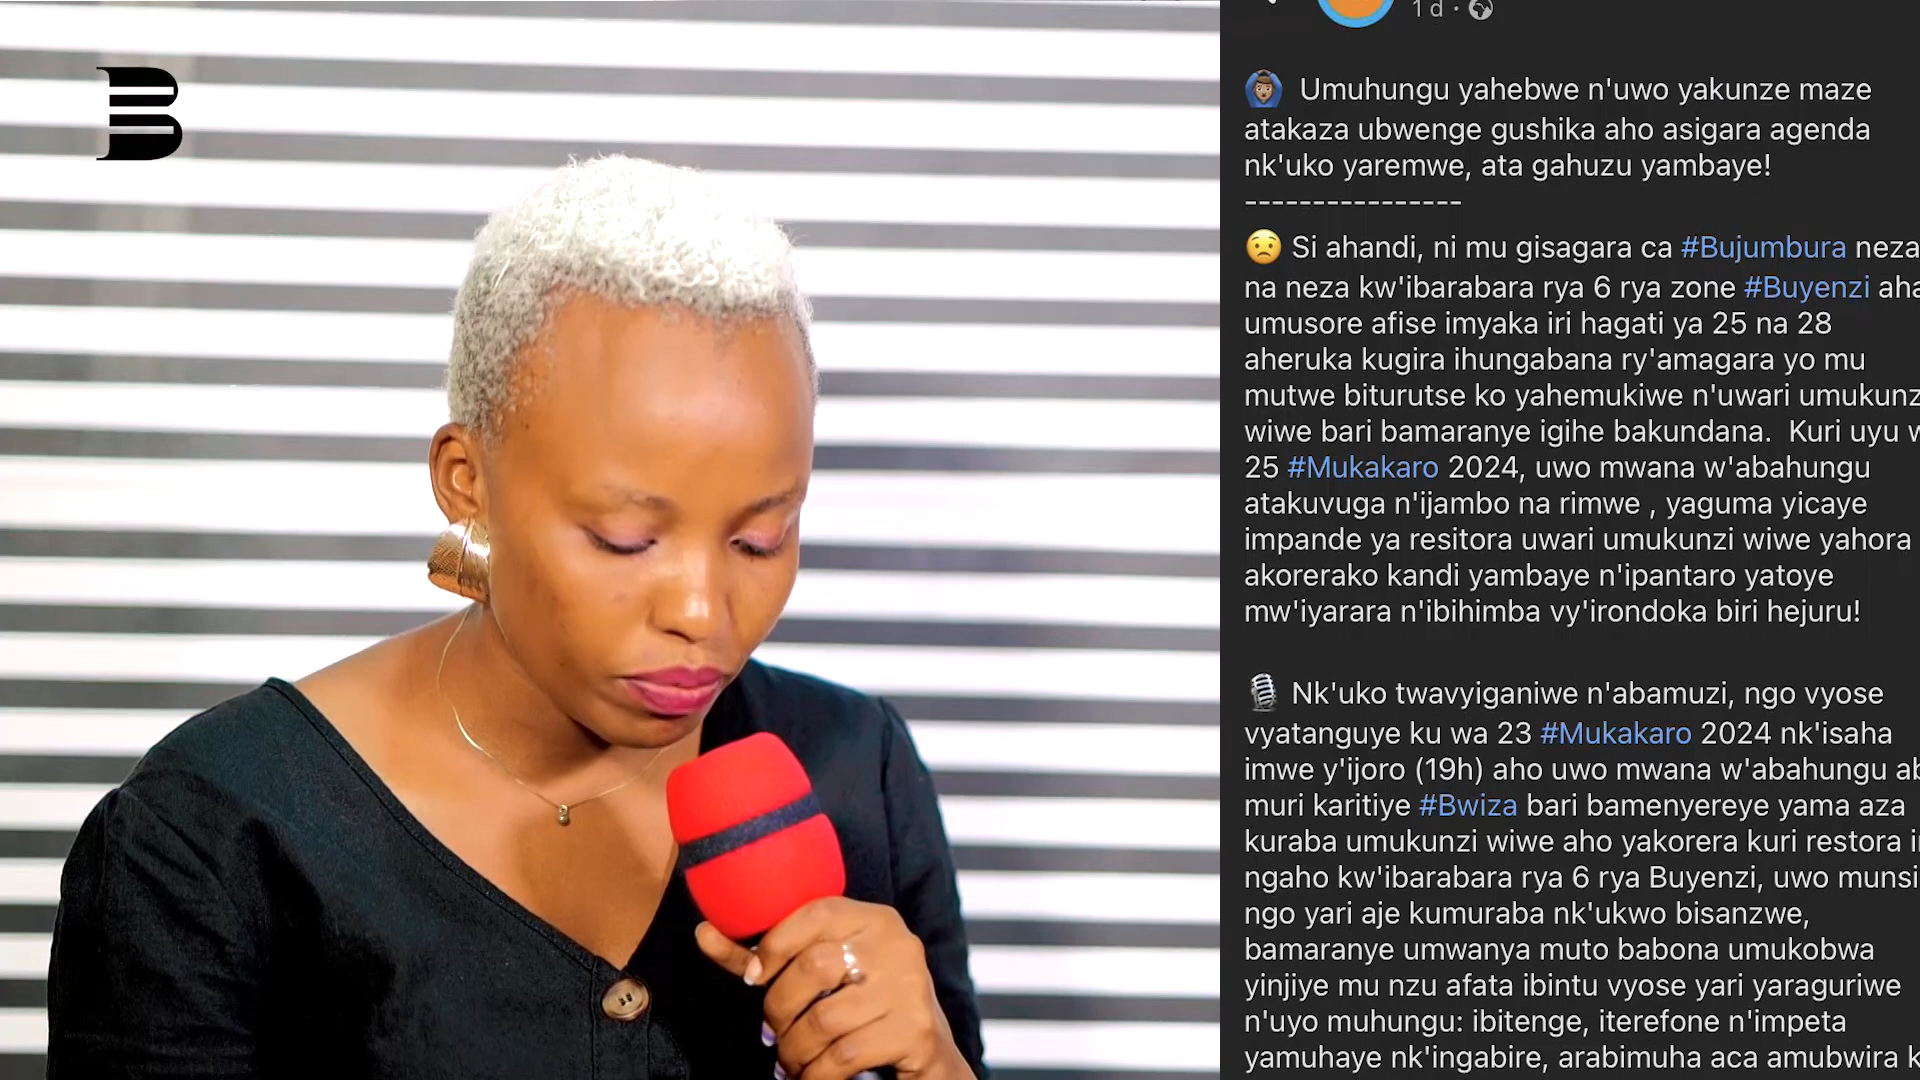 B
1 d ·
Umuhungu yahebwe n'uwo yakunze maze
atakaza ubwenge gushika aho asigara agenda
nk'uko yaremwe, ata gahuzu yambaye!
----------------
Si ahandi, ni mu gisagara ca #Bujumbura neza
na neza kw'ibarabara rya 6 rya zone #Buyenzi
umusore afise imyaka iri hagati ya 25 na 28
aheruka kugira ihungabana ry'amagara yo mu
mutwe biturutse ko yahemukiwe n'uwari
wiwe bari bamaranye igihe bakundana. Kuri uyu
25 #Mukakaro 2024, uwo mwana w'abahungu
atakuvuga n'ijambo na rimwe , yaguma yicaye
impande ya resitora uwari umukunzi wiwe yahora
akorerako kandi yambaye n'ipantaro yatoye
mw'iyarara n'ibihimba vy'irondoka biri hejuru!
Nk'uko twavyiganiwe n'abamuzi, ngo vyose
vyatanguye ku wa 23 #Mukakaro 2024 nk'isaha
imwe y'ijoro (19h) aho uwo mwana w'abahungu
muri karitiye #Bwiza bari bamenyereye yama aza
kuraba umukunzi wiwe aho yakorera kuri restora
ngaho kw'ibarabara rya 6 rya Buyenzi, uwo munsi
ngo yari aje kumuraba nk'ukwo bisanzwe,
bamaranye umwanya muto babona umukobwa
yinjiye mu nzu afata ibintu vyose yari yaraguriwe
n'uyo muhungu: ibitenge, iterefone n'impeta
yamuhaye nk'ingabire, arabimuha aca amubwira